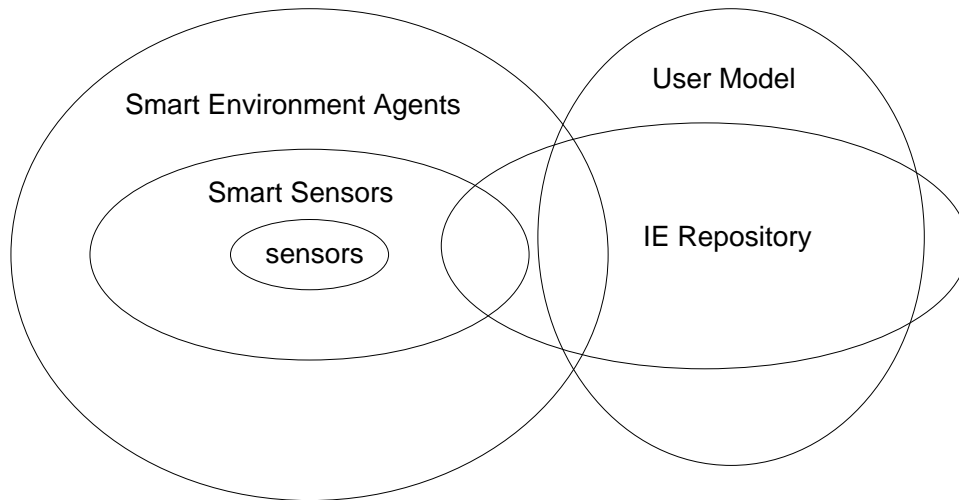 User Model
Smart Environment Agents
Smart Sensors
IE Repository
sensors